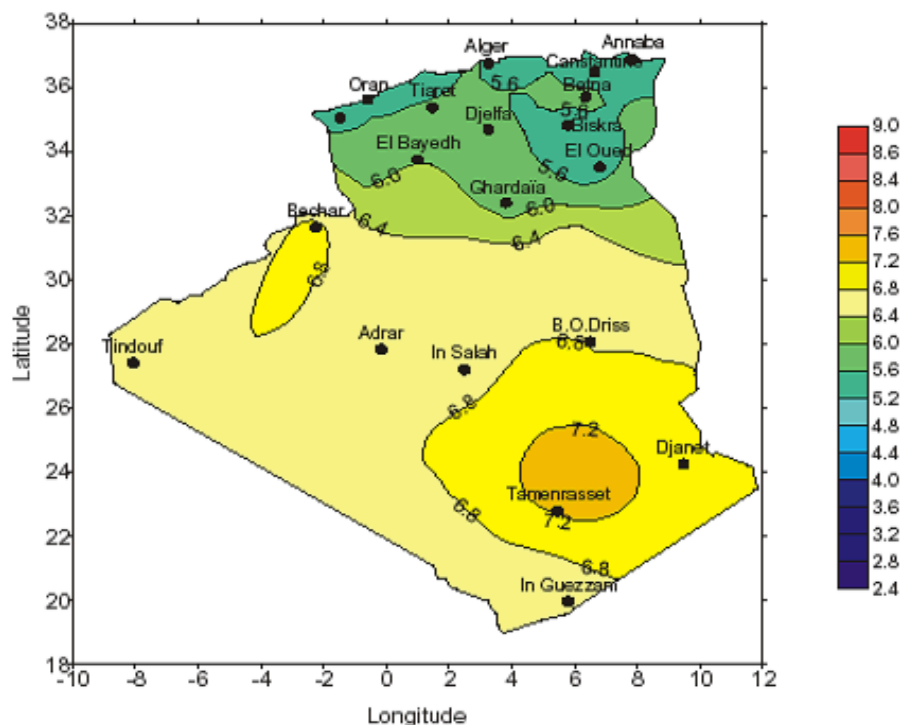 38
36
34
32
30
28
26
24
22
20
18
Latitude
-10 -8 -6 -4 -2 0 2 4 6 8 10 12
Longitude
Alger
Annaba
Canstantine
Oran
Tiaret
5.6
Batna
5.6
Djelfa
Biskra
El Bayedh
El Oued
5.6
6.0
Ghardaïa
6.0
Bechar
6.4
6.4
6.8
Tindouf
Adrar
In Salah
B.O.Driss
6.8
6.8
7.2
Djanet
Tamenrasset
7.2
6.8
6.8
In Guezzam
9.0
8.6
8.4
8.0
7.6
7.2
6.8
6.4
6.0
5.6
5.2
4.8
4.4
4.0
3.6
3.2
2.8
2.4